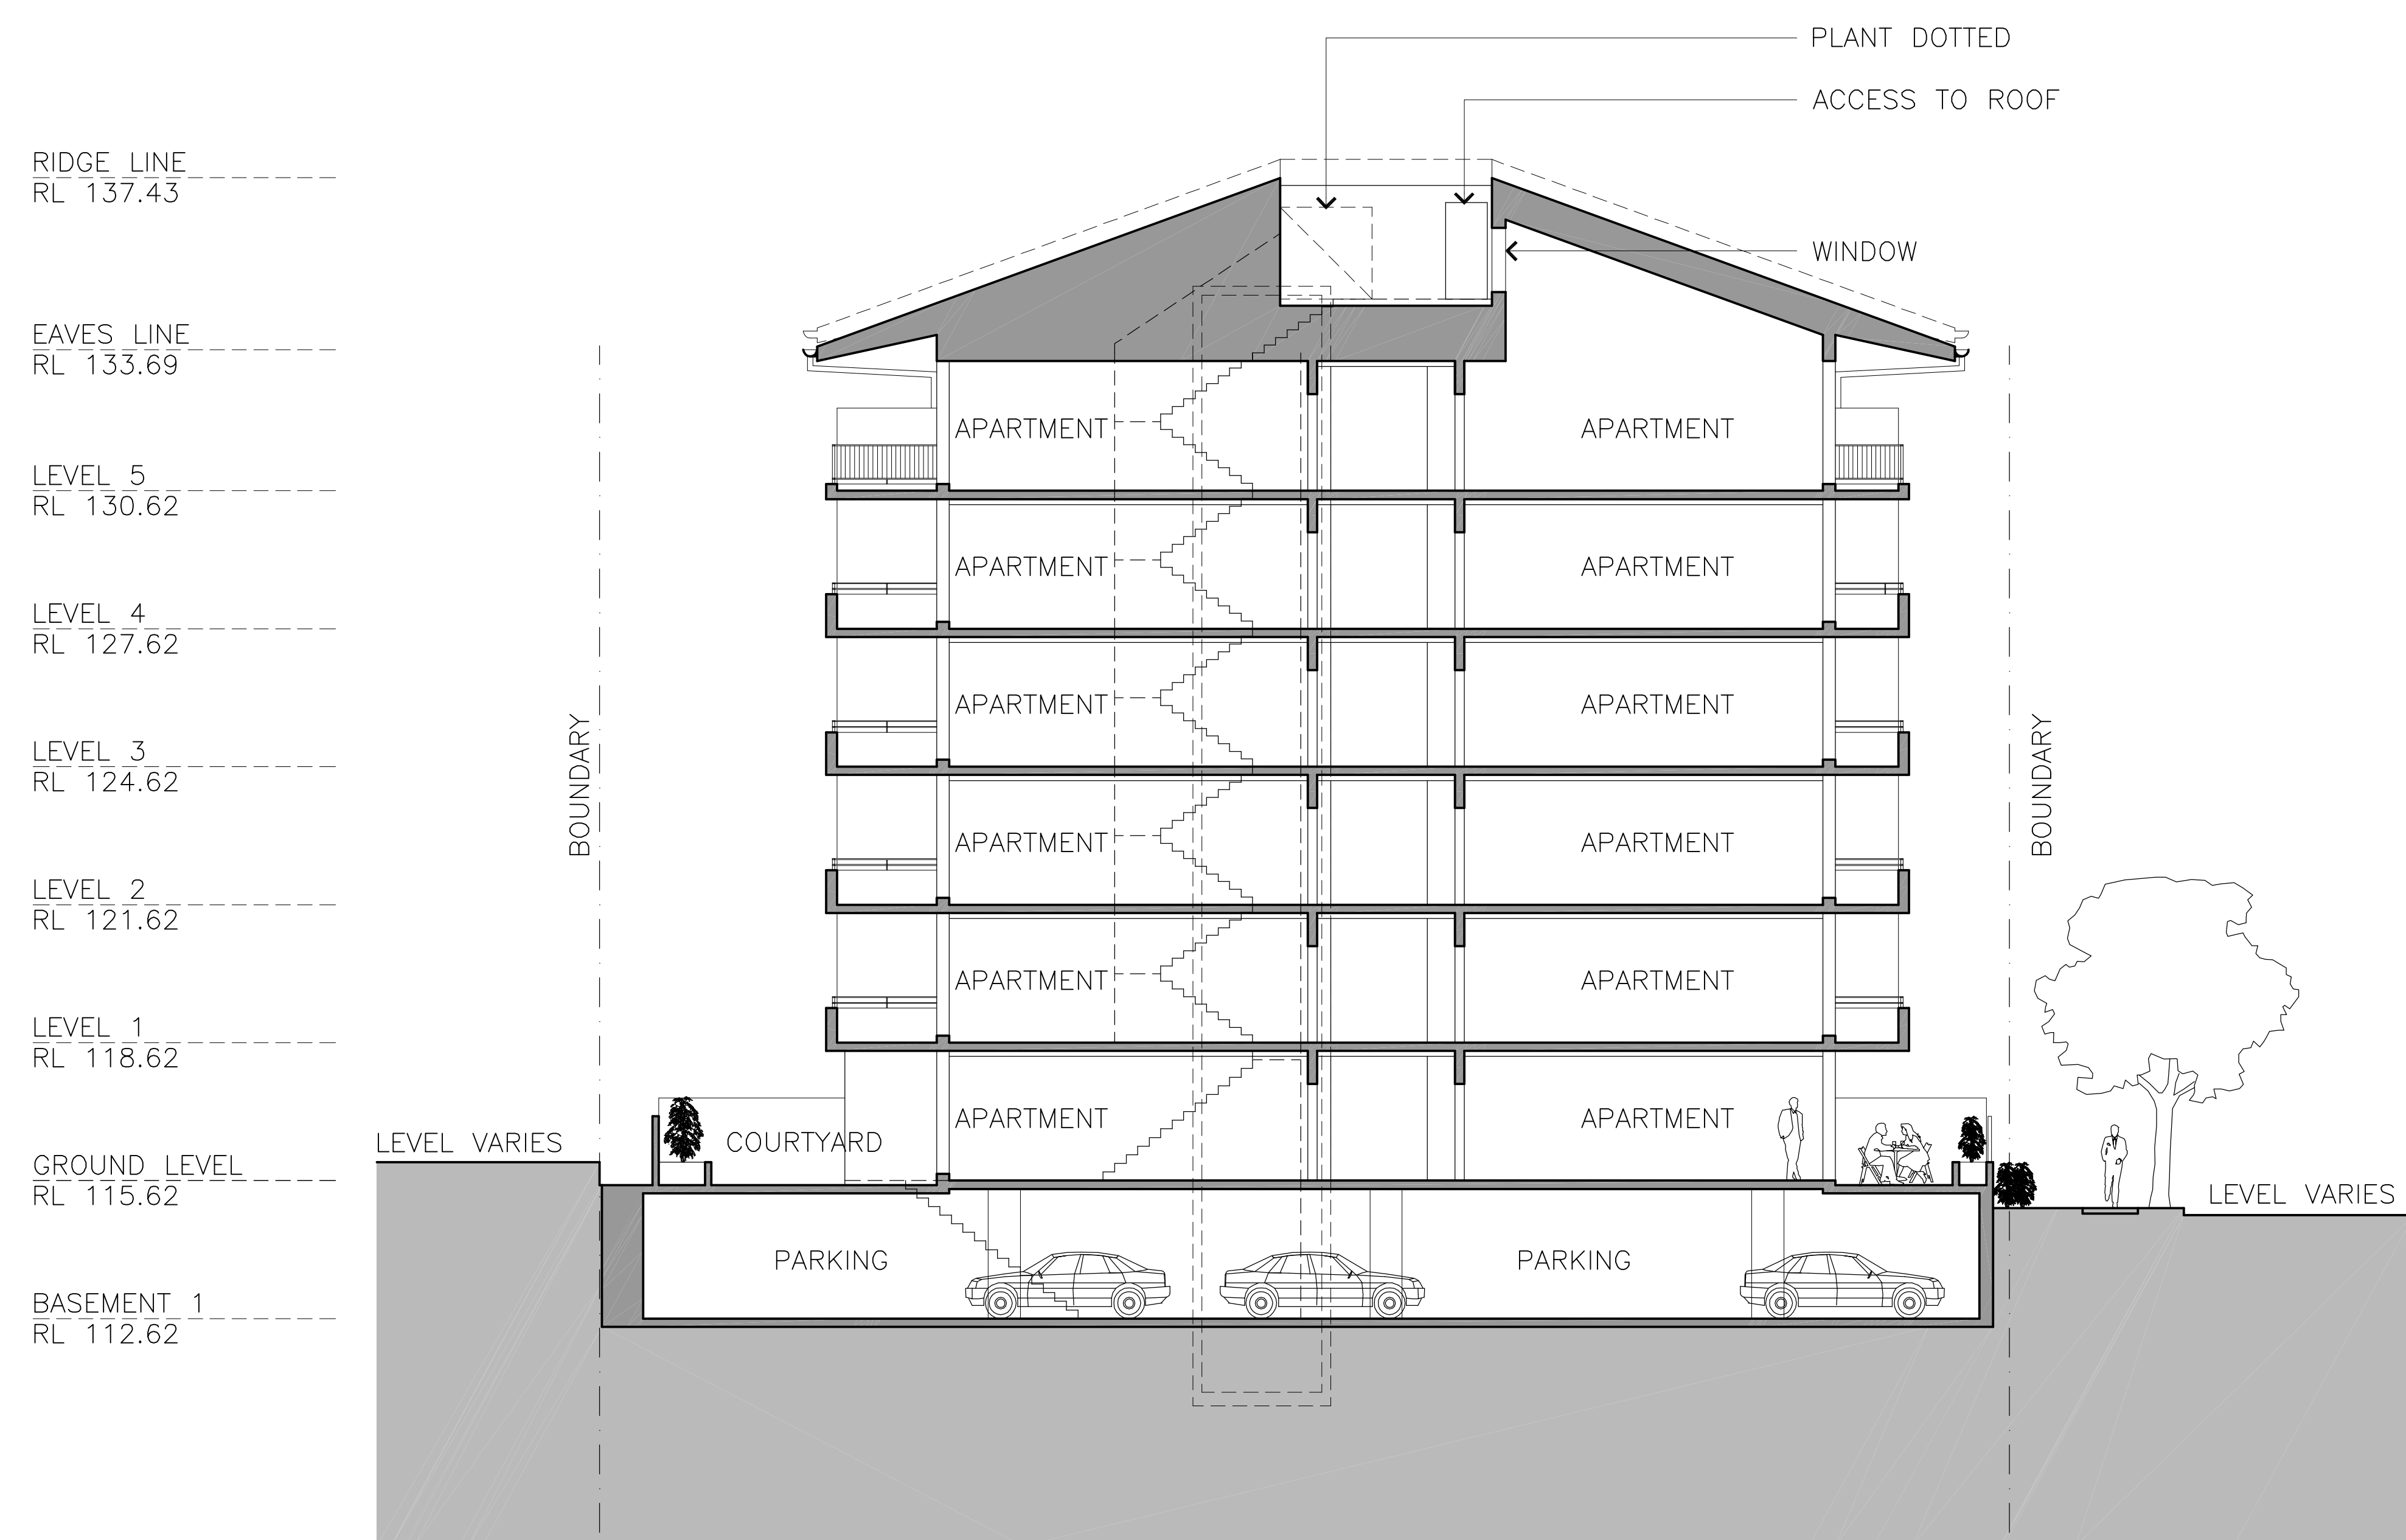 PLANT DOTTED
ACCESS TO ROOF
RIDGE LINE
RL 137.43
WINDOW
EAVES LINE
RL 133.69
APARTMENT APARTMENT
LEVEL 5
RL 130.62
APARTMENT APARTMENT
LEVEL 4
RL 127.62
APARTMENT APARTMENT
LEVEL 3
RL 124.62
BOUNDARY
BOUNDARY
APARTMENT APARTMENT
LEVEL 2
RL 121.62
APARTMENT APARTMENT
LEVEL 1
RL 118.62
APARTMENT APARTMENT
LEVEL VARIES
COURTYARD
GROUND LEVEL
RL 115.62
LEVEL VARIES
PARKING PARKING
BASEMENT 1
RL 112.62